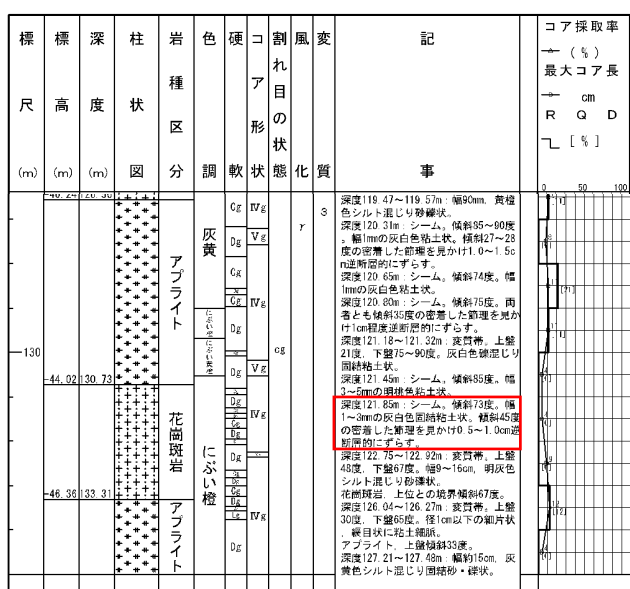 標尺(m)
標高(m)
深度(m)
柱状図
岩種区分
色調
硬軟
コア形状
割れ目の状態
風化
変質
記事
コア採取率
(%)
最大コア長
cm
RQD
[%]
0 50 100
-130
-44.02 130.73
-46.36 133.31
アプライト
花崗斑岩
アプライト
灰黄
にぶい橙
にぶい黄橙
にぶい橙
Cg
Dg
Cg
Cg
Dg
Dg
Dg
Cg
Dg
Dg
Dg
Cg
Dg
Cg
Dg
Ⅳg
Ⅴg
Ⅳg
Ⅴg
Ⅳg
Ⅳg
cg
r
3
深度119.47～119.57m：幅90mm、黄橙
色シルト混じり砂礫状。
深度120.31m：シーム。傾斜85～90度
。幅1mmの灰白色粘土状。傾斜27～28
度の密着した節理を見かけ1.0～1.5c
m逆断層的にずらす。
深度120.65m：シーム。傾斜74度。幅
1mmの灰白色粘土状。
深度120.80m：シーム。傾斜75度。両
者とも傾斜35度の密着した節理を見か
け1cm程度逆断層的にずらす。
深度121.18～121.32m：変質帯。上盤
21度、下盤75～90度。灰白色礫混じり
固結粘土状。
深度121.45m：シーム。傾斜85度。幅
3～5mmの明桃色粘土状。
深度121.85m：シーム。傾斜73度。幅
1～3mmの灰白色固結粘土状。傾斜45度
の密着した節理を見かけ0.5～1.0cm逆
断層的にずらす。
深度122.75～122.92m：変質帯。上盤
48度、下盤67度。幅9～16cm、明灰色
シルト混じり砂礫状。
花崗斑岩、上位との境界傾斜67度。
深度126.04～126.27m：変質帯。上盤
30度、下盤65度。径1cm以下の細片状
、縁目状に粘土細脈。
アプライト、上盤傾斜33度。
深度127.21～127.48m：幅約15cm、灰
黄色シルト混じり固結砂・礫状。